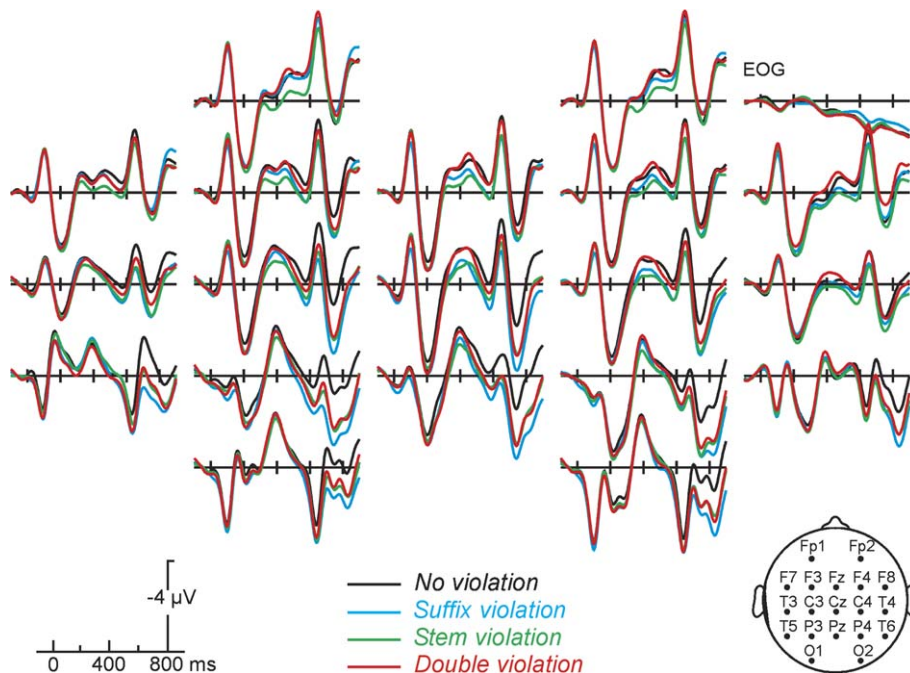 EOG
-4 µV
0 400 800 ms
No violation
Suffix violation
Stem violation
Double violation
Fp1 Fp2
F7 F3 Fz F4 F8
T3 C3 Cz C4 T4
T5 P3 Pz P4 T6
O1 O2